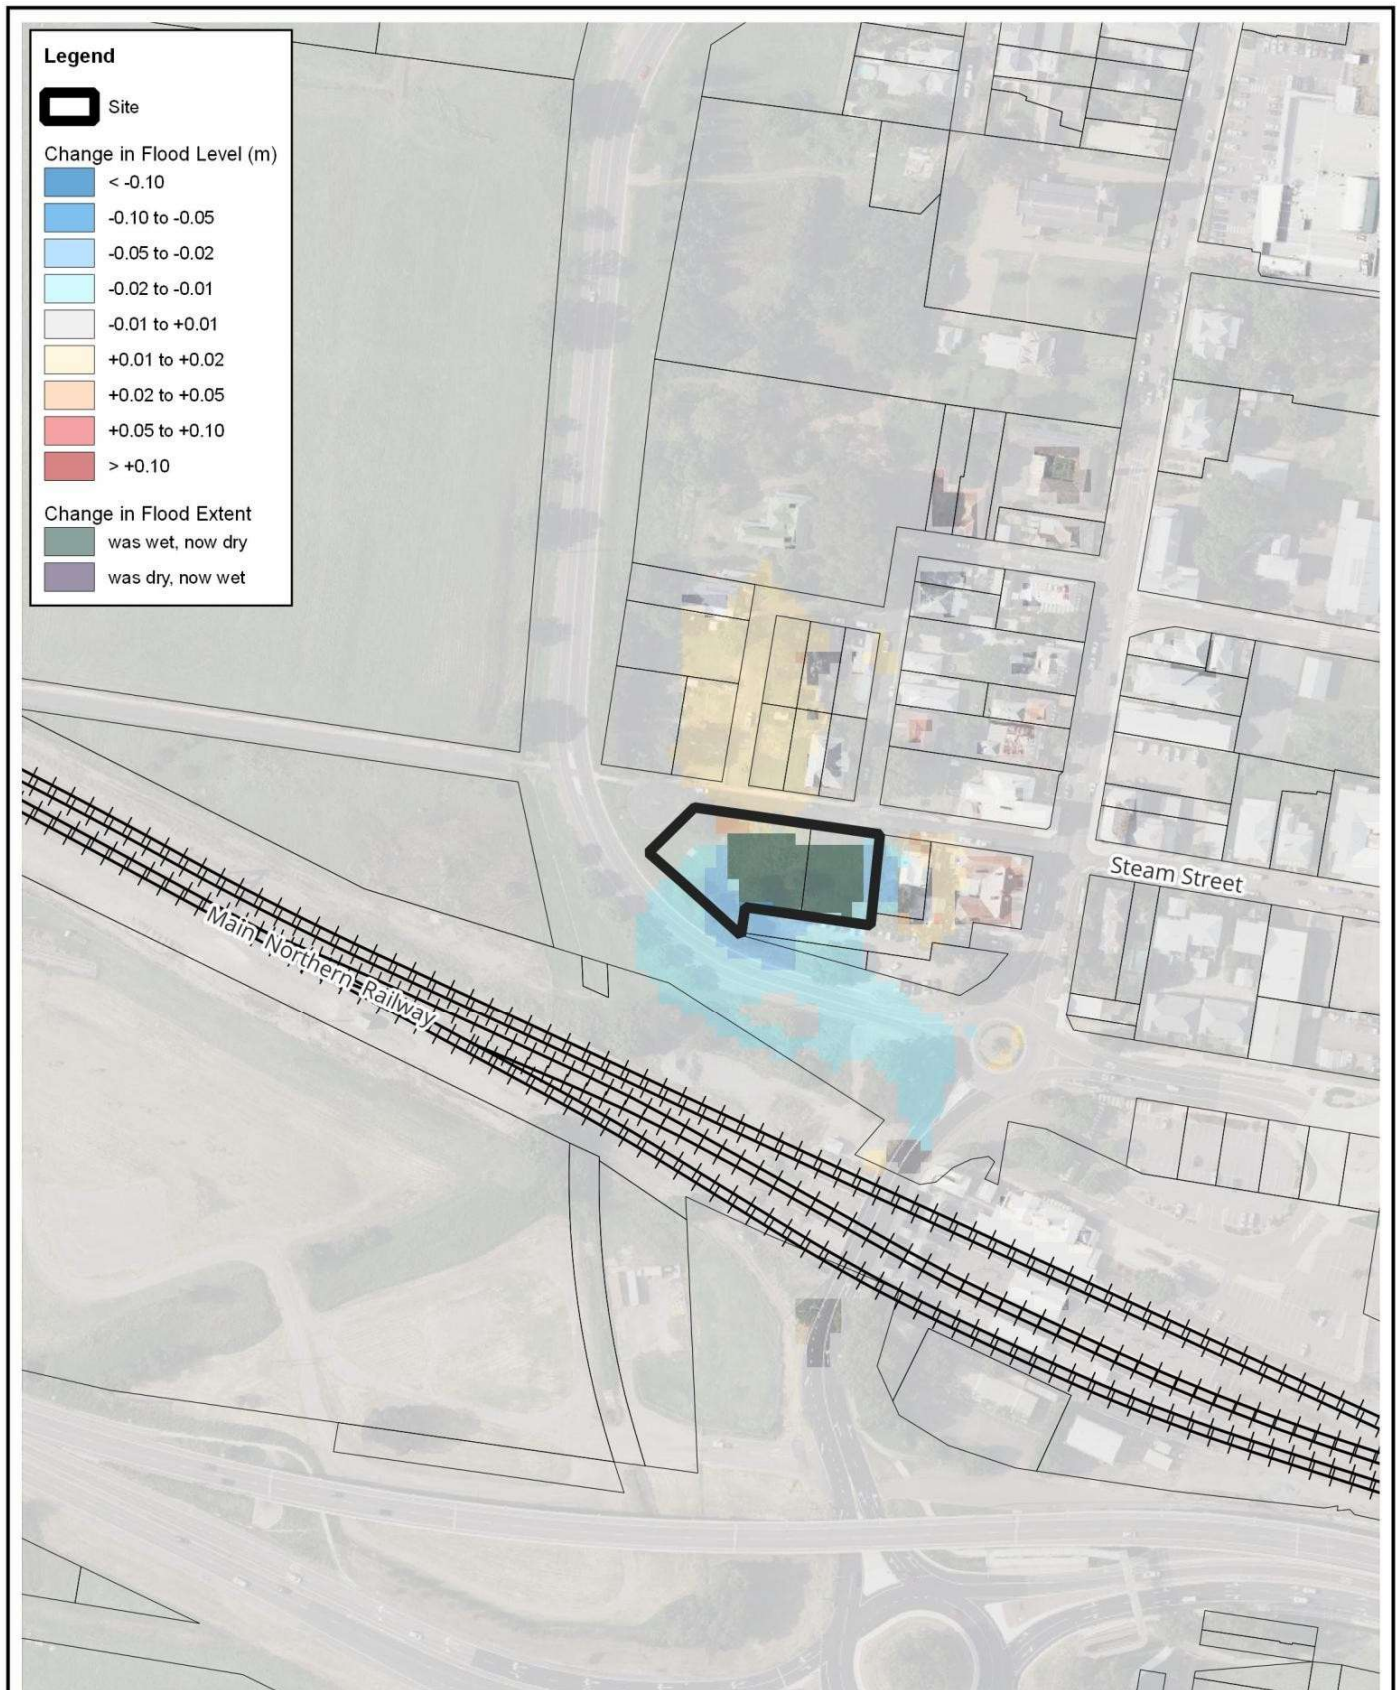 Legend
Site
Change in Flood Level (m)
< -0.10
-0.10 to -0.05
-0.05 to -0.02
-0.02 to -0.01
-0.01 to +0.01
+0.01 to +0.02
+0.02 to +0.05
+0.05 to +0.10
> +0.10
Change in Flood Extent
was wet, now dry
was dry, now wet
Steam Street
Main Northern Railway